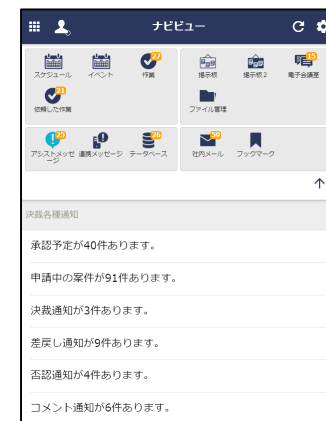 ナビビュー
スケジュール
イベント
27
作業
掲示板
掲示板2
15
電子会議室
21
依頼した作業
ファイル管理
25
アシストメッセージ
連携メッセージ
26
データベース
59
社内メール
ブックマーク
決裁各種通知
承認予定が40件あります。
申請中の案件が91件あります。
決裁通知が3件あります。
差戻し通知が9件あります。
否認通知が4件あります。
コメント通知が6件あります。